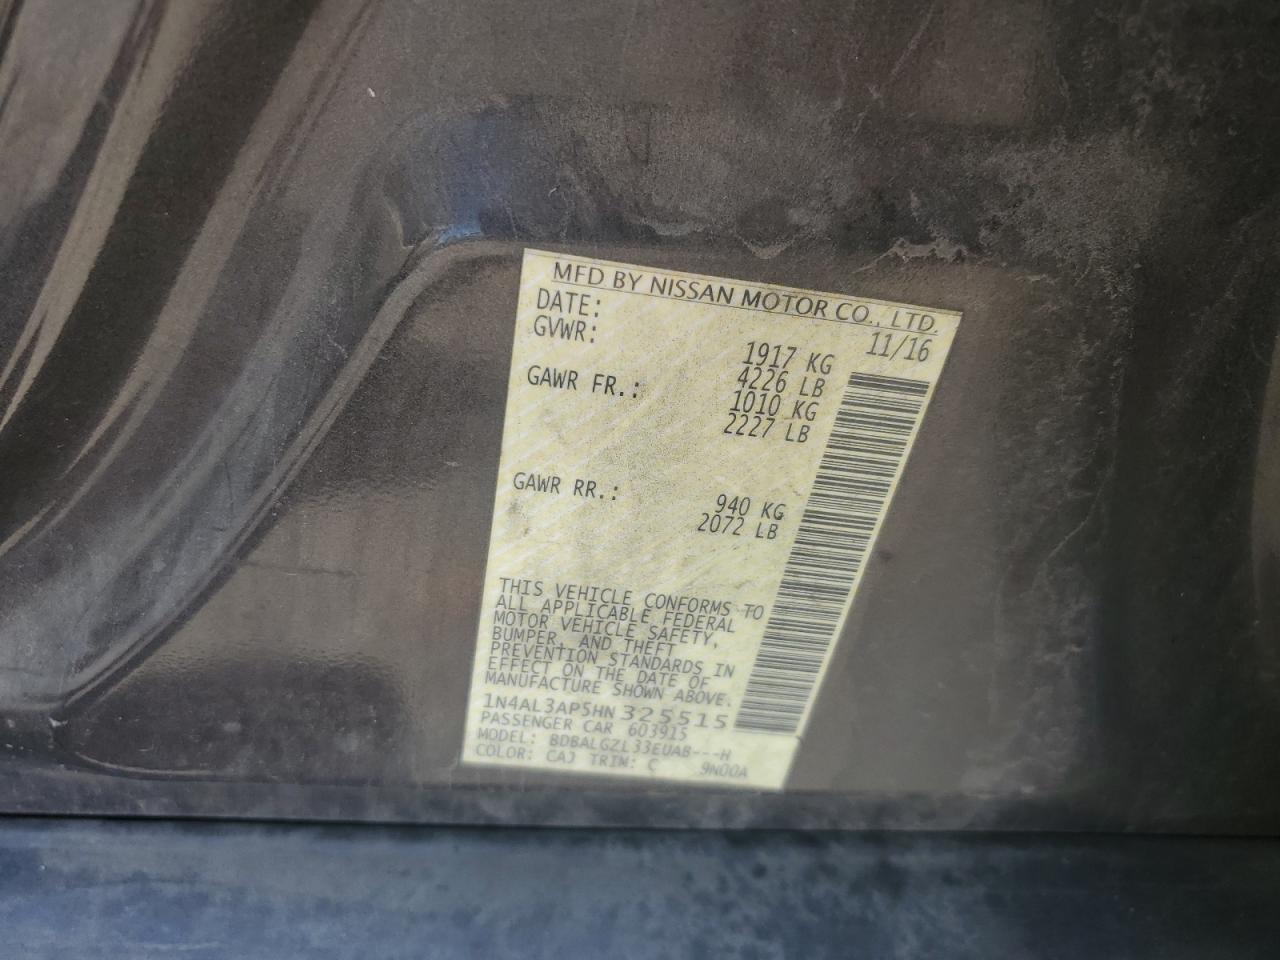 MFD BY NISSAN MOTOR CO., LTD.
DATE: 11/16
GVWR: 1917 KG
4226 LB
GAWR FR.: 1010 KG
2227 LB
GAWR RR.: 940 KG
2072 LB
THIS VEHICLE CONFORMS TO
ALL APPLICABLE FEDERAL
MOTOR VEHICLE SAFETY,
BUMPER, AND THEFT
PREVENTION STANDARDS IN
EFFECT ON THE DATE OF
MANUFACTURE SHOWN ABOVE.
1N4AL3AP5HN325515
PASSENGER CAR 603915
MODEL: BDBALGZL33EUAB---H
COLOR: CAJ TRIM: C 9N00A